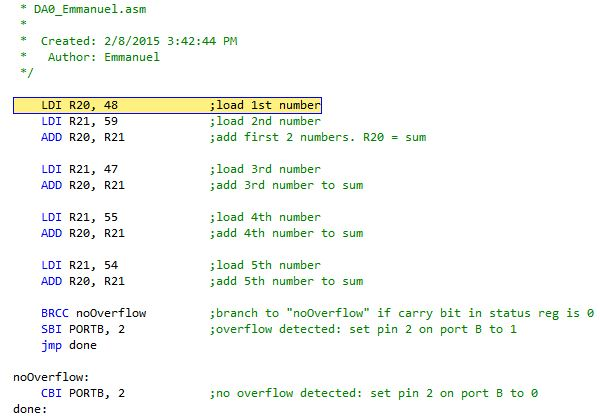 * DA0_Emmanuel.asm
*
*  Created: 2/8/2015 3:42:44 PM
*   Author: Emmanuel
*/
LDI R20, 48 ;load 1st number
LDI R21, 59 ;load 2nd number
ADD R20, R21 ;add first 2 numbers. R20 = sum
LDI R21, 47 ;load 3rd number
ADD R20, R21 ;add 3rd number to sum
LDI R21, 55 ;load 4th number
ADD R20, R21 ;add 4th number to sum
LDI R21, 54 ;load 5th number
ADD R20, R21 ;add 5th number to sum
BRCC noOverflow ;branch to "noOverflow" if carry bit in status reg is 0
SBI PORTB, 2 ;overflow detected: set pin 2 on port B to 1
jmp done
noOverflow:
CBI PORTB, 2 ;no overflow detected: set pin 2 on port B to 0
done: